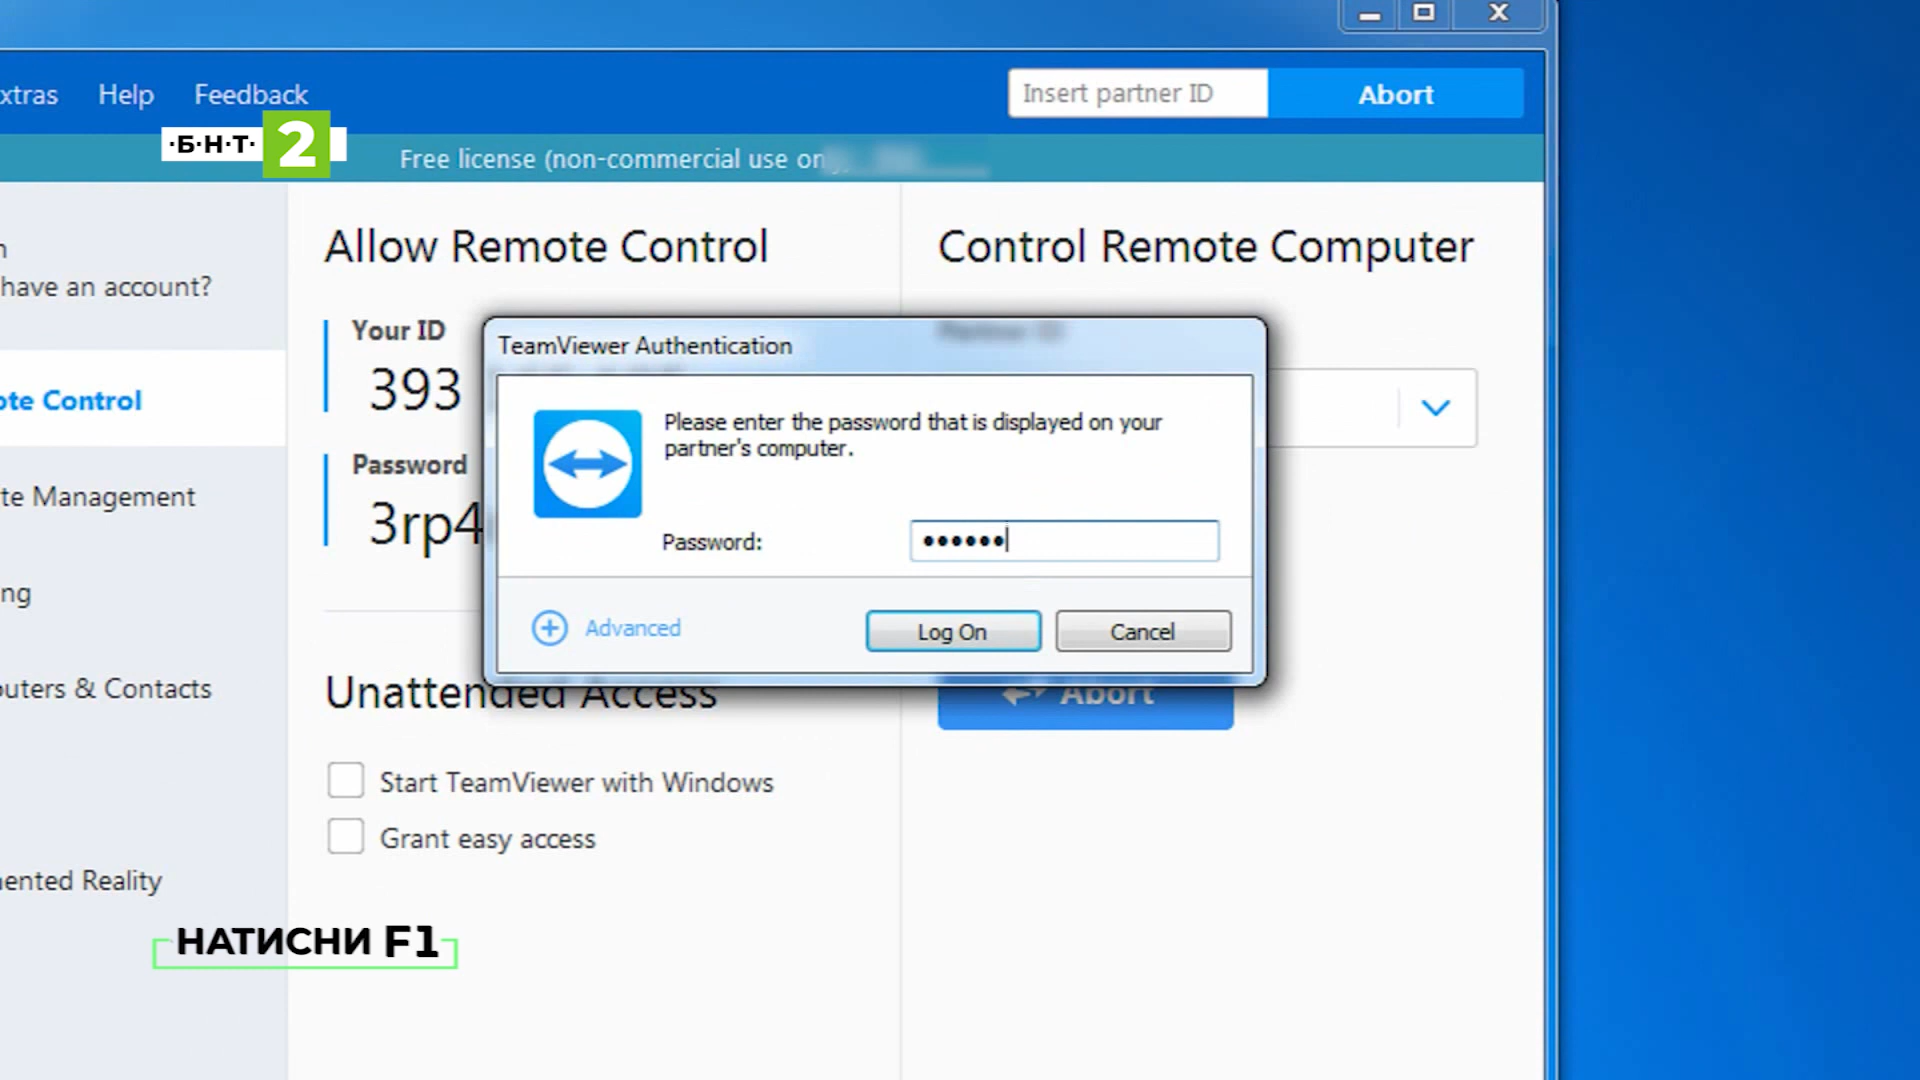 xtras Help Feedback
Insert partner ID
Abort
·Б·Н·Т· 2
Free license (non-commercial use only)
have an account?
Allow Remote Control
Control Remote Computer
Your ID
393
TeamViewer Authentication
Please enter the password that is displayed on your
partner's computer.
ote Control
Password
3rp4
Password: ••••••
te Management
ng
Advanced
Log On
Cancel
outers & Contacts
Unattended Access
Abort
Start TeamViewer with Windows
Grant easy access
ented Reality
НАТИСНИ F1